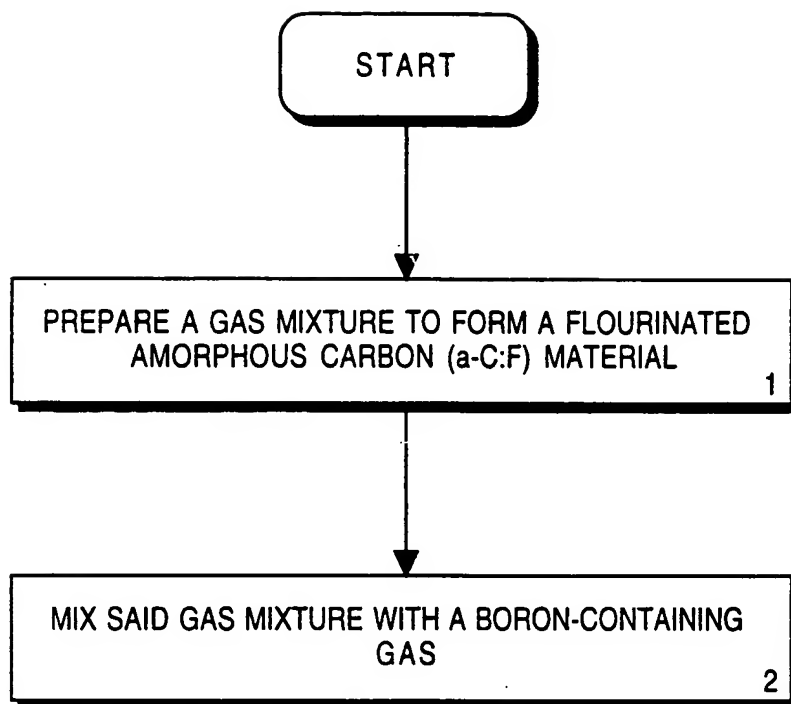 START
PREPARE A GAS MIXTURE TO FORM A FLOURINATED
AMORPHOUS CARBON (a-C:F) MATERIAL
1
MIX SAID GAS MIXTURE WITH A BORON-CONTAINING
GAS
2